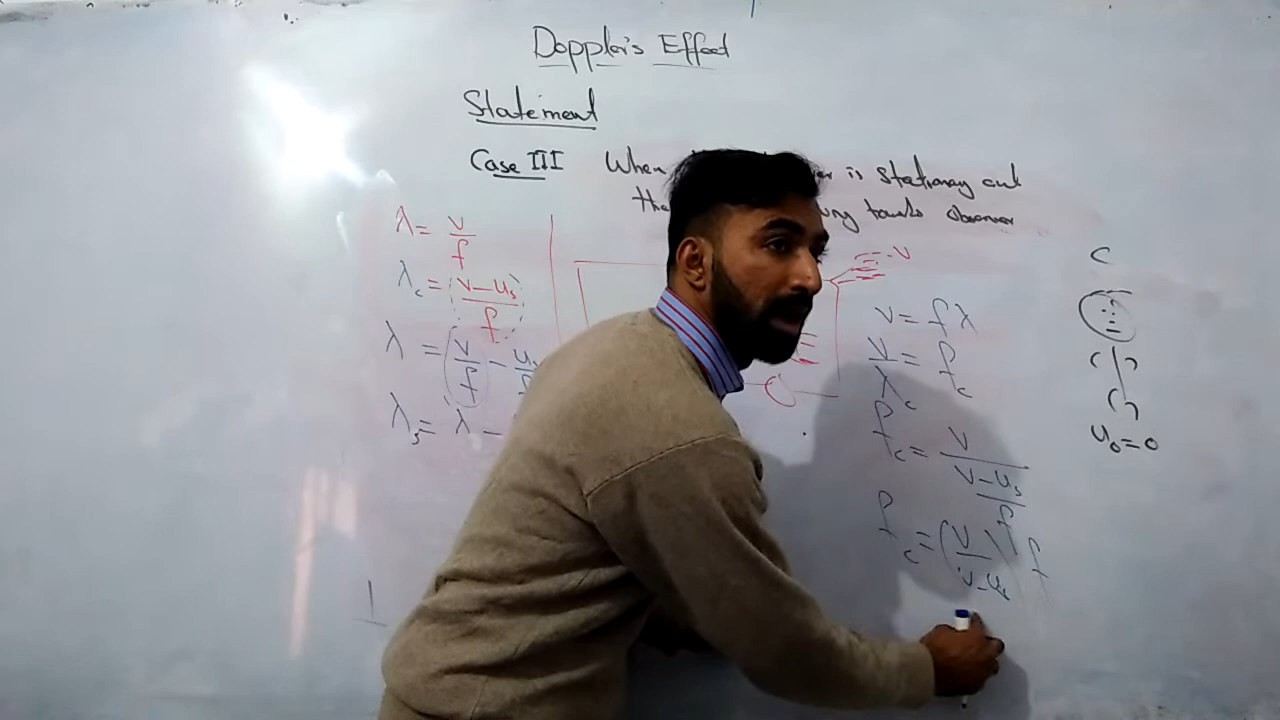 Doppler's Effect
Statement
Case III When is stationary and
towards observer
λ = v/f
λc = (v - us)/f
λ = (v/f) -
λs = λ -
v
v = fλ
v/λc = fc
fc = v/((v - us)/f)
fc = (v/(v - us)) f
C
uo = 0